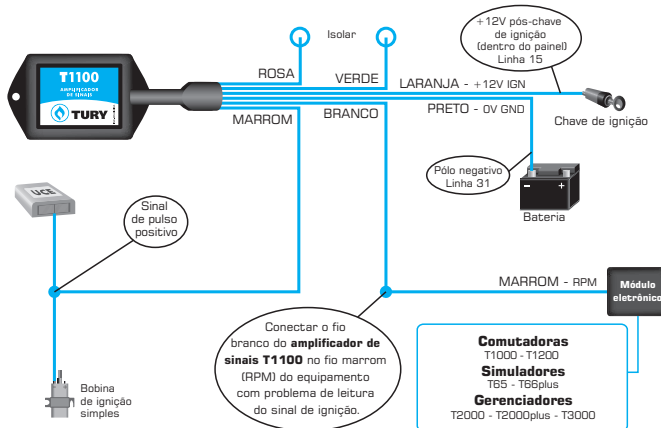 +12V pós-chave
de ignição
(dentro do painel)
Linha 15
Isolar
T1100
AMPLIFICADOR
DE SINAIS
TURY
ROSA
VERDE
LARANJA - +12V IGN
MARROM
BRANCO
PRETO - 0V GND
Chave de ignição
Pólo negativo
Linha 31
- +
Bateria
UCE
Sinal
de pulso
positivo
MARROM - RPM
Módulo
eletrônico
Conectar o fio
branco do amplificador de
sinais T1100 no fio marrom
(RPM) do equipamento
com problema de leitura
do sinal de ignição.
Comutadoras
T1000 - T1200
Simuladores
T65 - T66plus
Gerenciadores
T2000 - T2000plus - T3000
Bobina
de ignição
simples